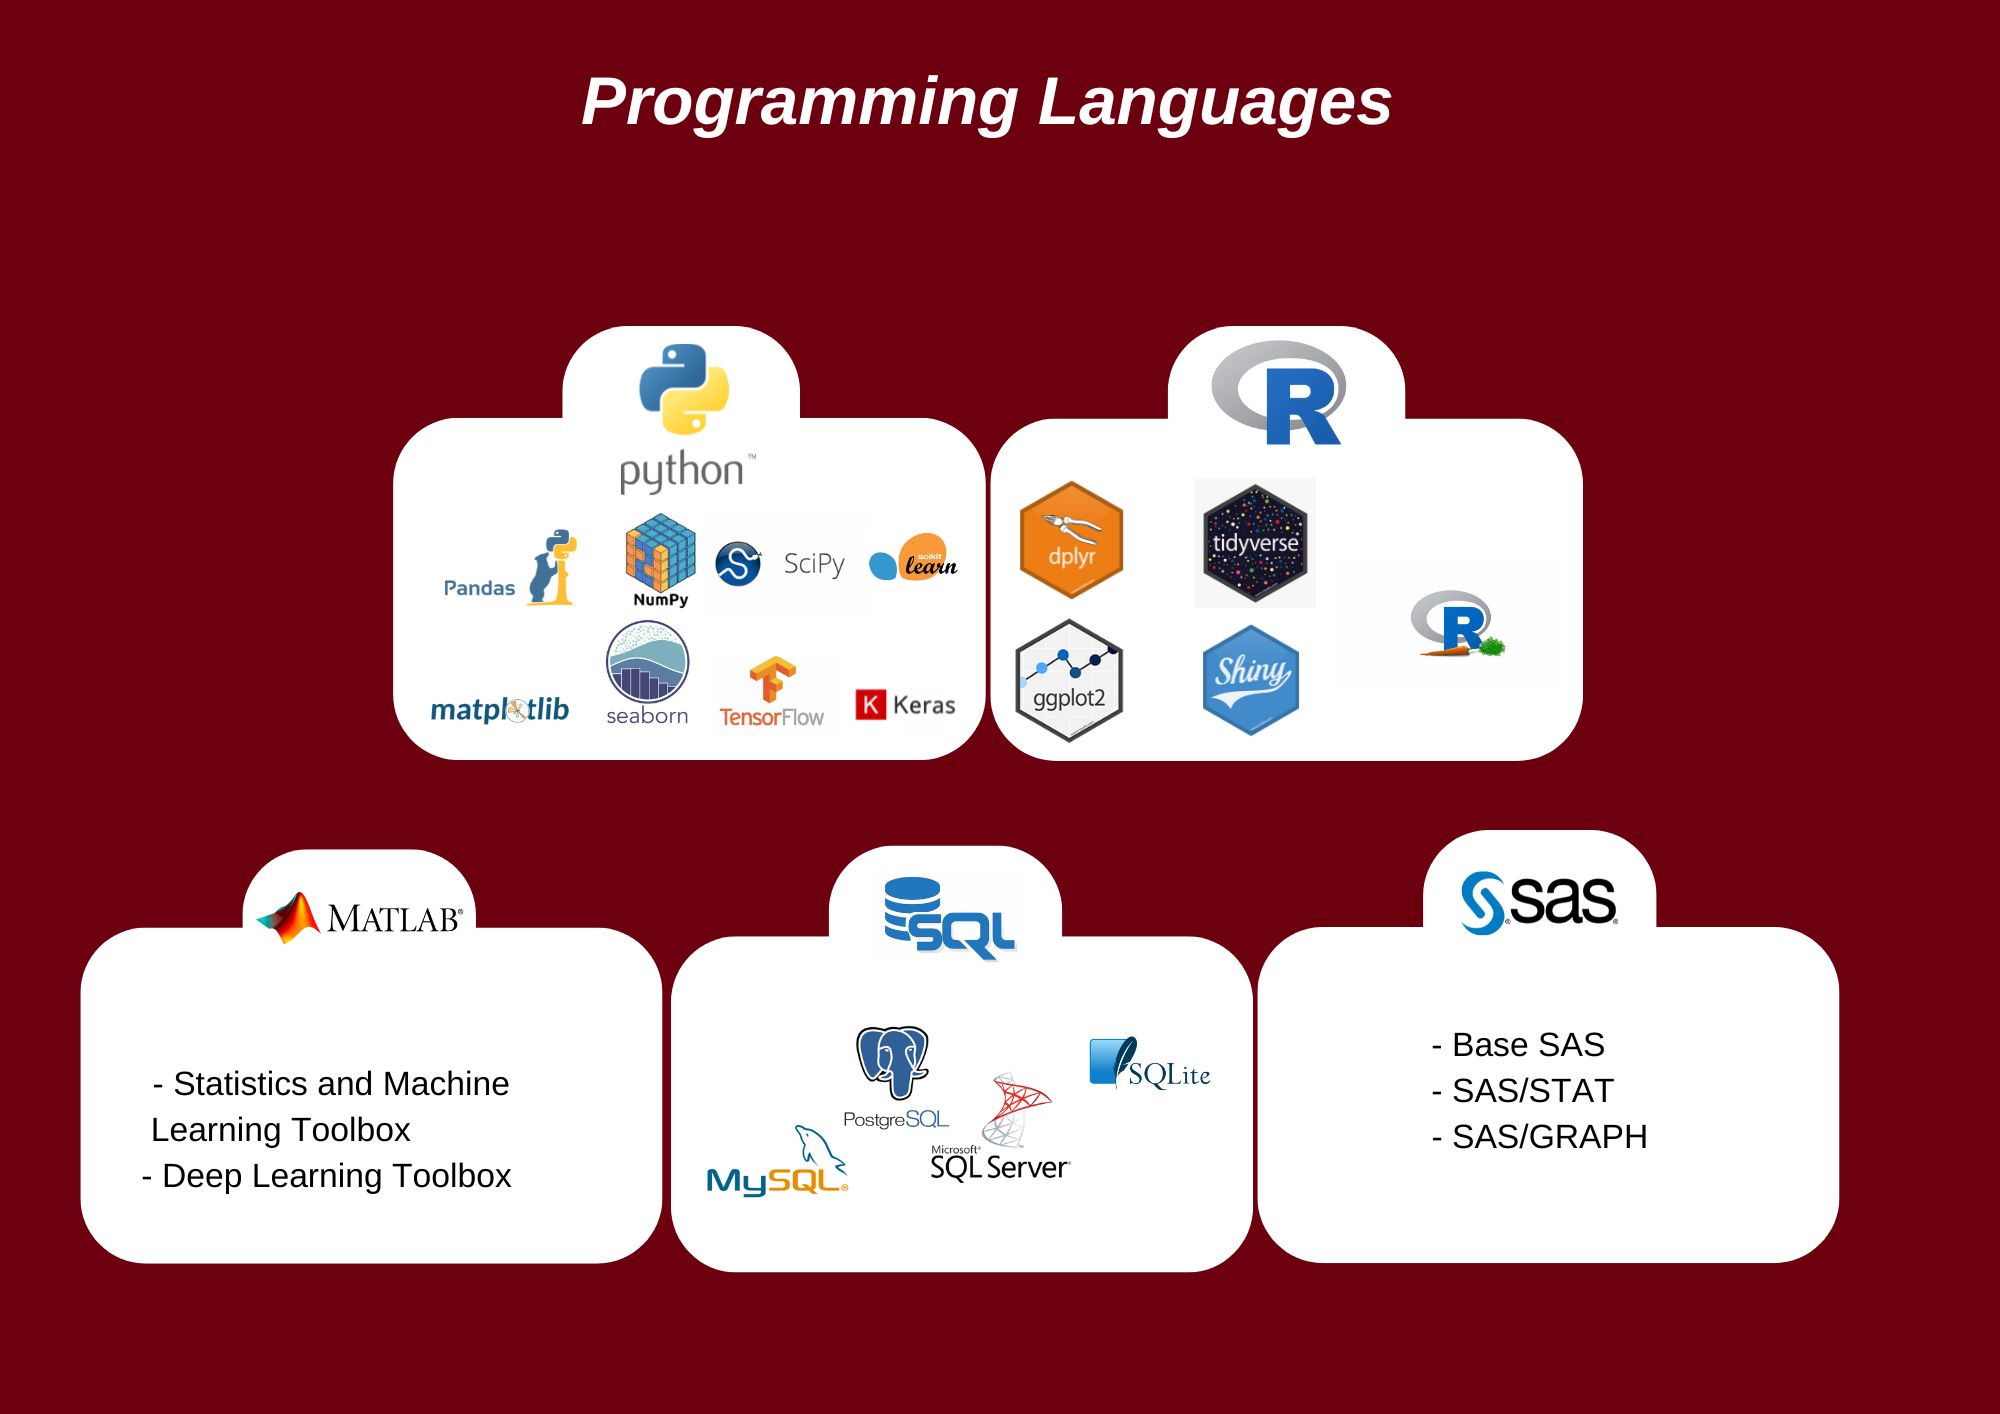 Programming Languages
python™
Pandas
NumPy
SciPy
scikit
learn
matplotlib
seaborn
TensorFlow
K Keras
R
dplyr
tidyverse
ggplot2
Shiny
R
MATLAB®
- Statistics and Machine
Learning Toolbox
- Deep Learning Toolbox
SQL
PostgreSQL
SQLite
Microsoft®
SQL Server®
MySQL®
sas
- Base SAS
- SAS/STAT
- SAS/GRAPH